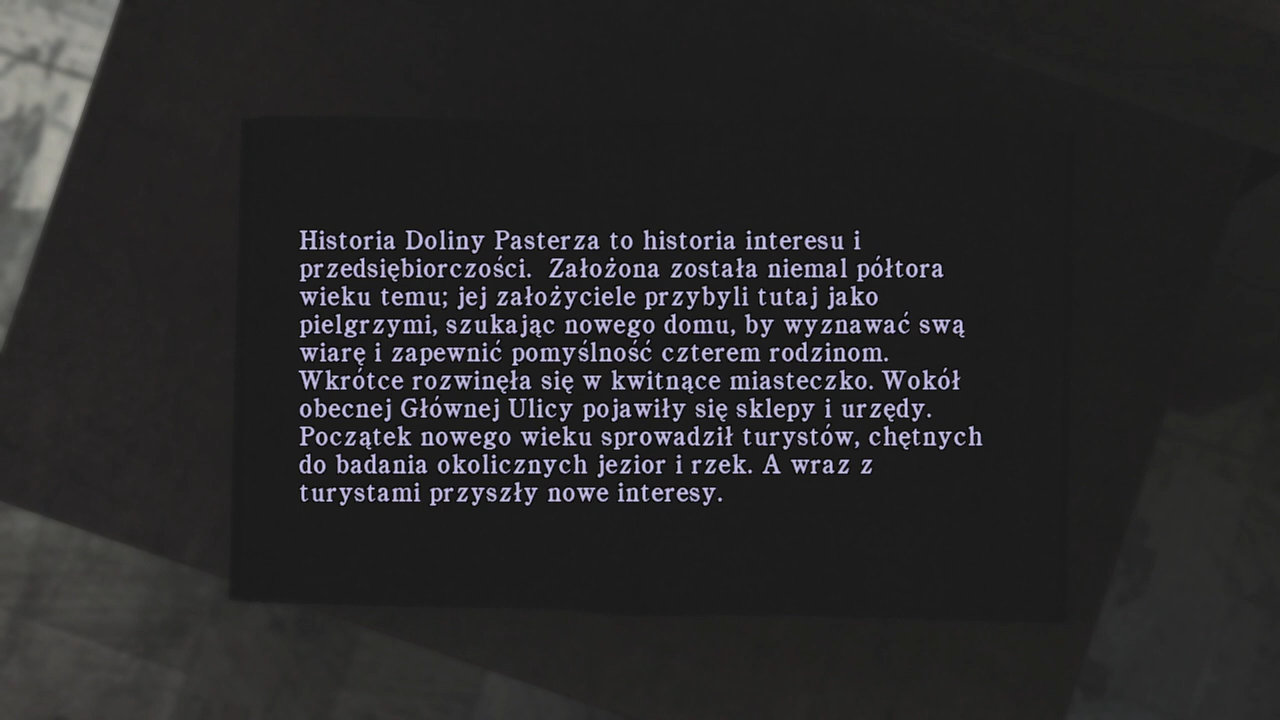 Historia Doliny Pasterza to historia interesu i
przedsiębiorczości.  Założona została niemal półtora
wieku temu; jej założyciele przybyli tutaj jako
pielgrzymi, szukając nowego domu, by wyznawać swą
wiarę i zapewnić pomyślność czterem rodzinom.
Wkrótce rozwinęła się w kwitnące miasteczko. Wokół
obecnej Głównej Ulicy pojawiły się sklepy i urzędy.
Początek nowego wieku sprowadził turystów, chętnych
do badania okolicznych jezior i rzek. A wraz z
turystami przyszły nowe interesy.